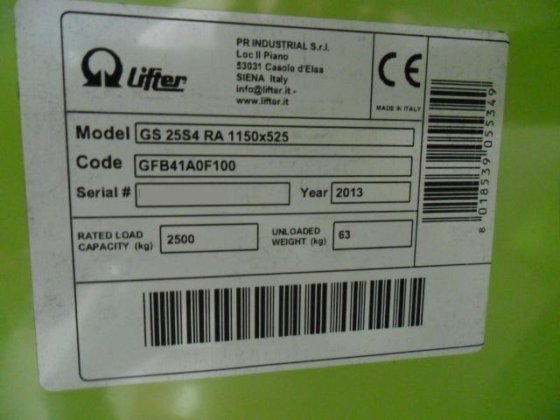 Lifter
PR INDUSTRIAL S.r.l.
Loc Il Piano
53031 Casole d'Elsa
SIENA Italy
info@lifter.it -
www.lifter.it
CE
MADE IN ITALY
Model GS 25S4 RA 1150x525
Code GFB41A0F100
Serial #
Year 2013
RATED LOAD CAPACITY (kg) 2500
UNLOADED WEIGHT (kg) 63
8 018539 055349